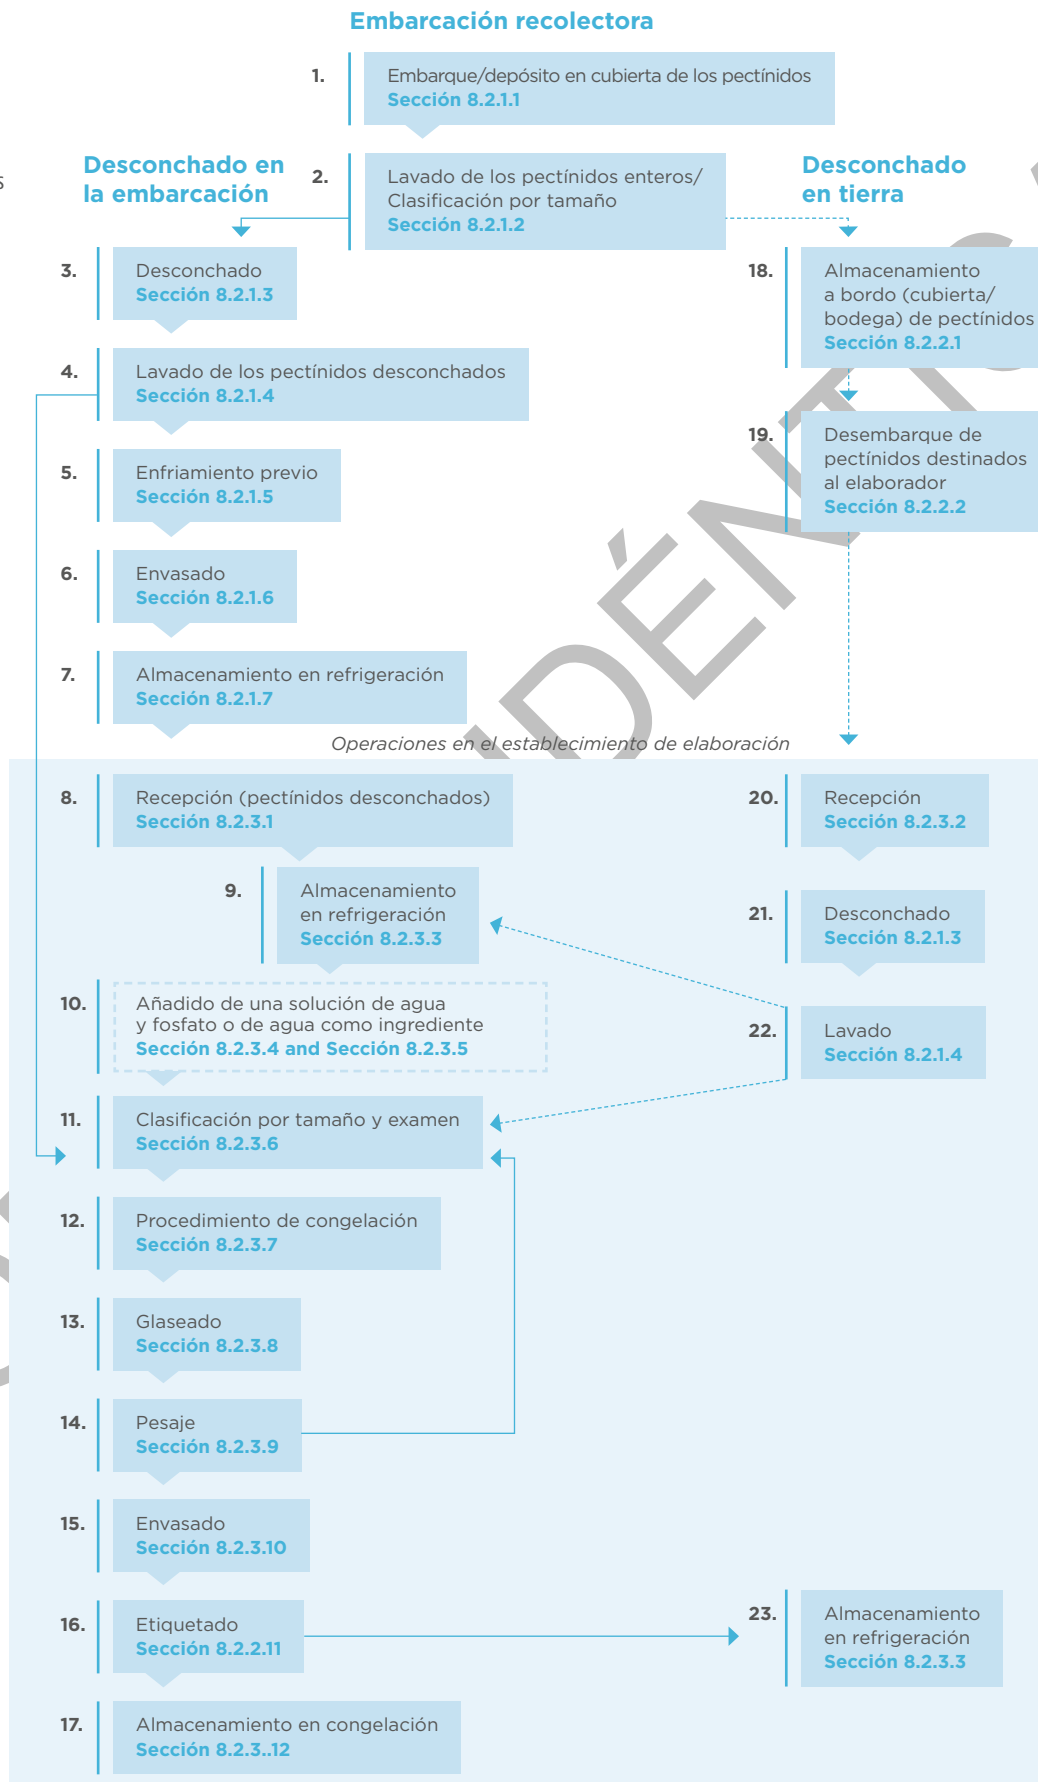 Embarcación recolectora
1.
Embarque/depósito en cubierta de los pectínidos
Sección 8.2.1.1
Desconchado en
la embarcación
2.
Lavado de los pectínidos enteros/
Clasificación por tamaño
Sección 8.2.1.2
Desconchado
en tierra
3.
Desconchado
Sección 8.2.1.3
4.
Lavado de los pectínidos desconchados
Sección 8.2.1.4
5.
Enfriamiento previo
Sección 8.2.1.5
6.
Envasado
Sección 8.2.1.6
7.
Almacenamiento en refrigeración
Sección 8.2.1.7
18.
Almacenamiento
a bordo (cubierta/
bodega) de pectínidos
Sección 8.2.2.1
19.
Desembarque de
pectínidos destinados
al elaborador
Sección 8.2.2.2
Operaciones en el establecimiento de elaboración
8.
Recepción (pectínidos desconchados)
Sección 8.2.3.1
9.
Almacenamiento
en refrigeración
Sección 8.2.3.3
10.
Añadido de una solución de agua
y fosfato o de agua como ingrediente
Sección 8.2.3.4 and Sección 8.2.3.5
11.
Clasificación por tamaño y examen
Sección 8.2.3.6
12.
Procedimiento de congelación
Sección 8.2.3.7
13.
Glaseado
Sección 8.2.3.8
14.
Pesaje
Sección 8.2.3.9
15.
Envasado
Sección 8.2.3.10
16.
Etiquetado
Sección 8.2.2.11
17.
Almacenamiento en congelación
Sección 8.2.3..12
20.
Recepción
Sección 8.2.3.2
21.
Desconchado
Sección 8.2.1.3
22.
Lavado
Sección 8.2.1.4
23.
Almacenamiento
en refrigeración
Sección 8.2.3.3